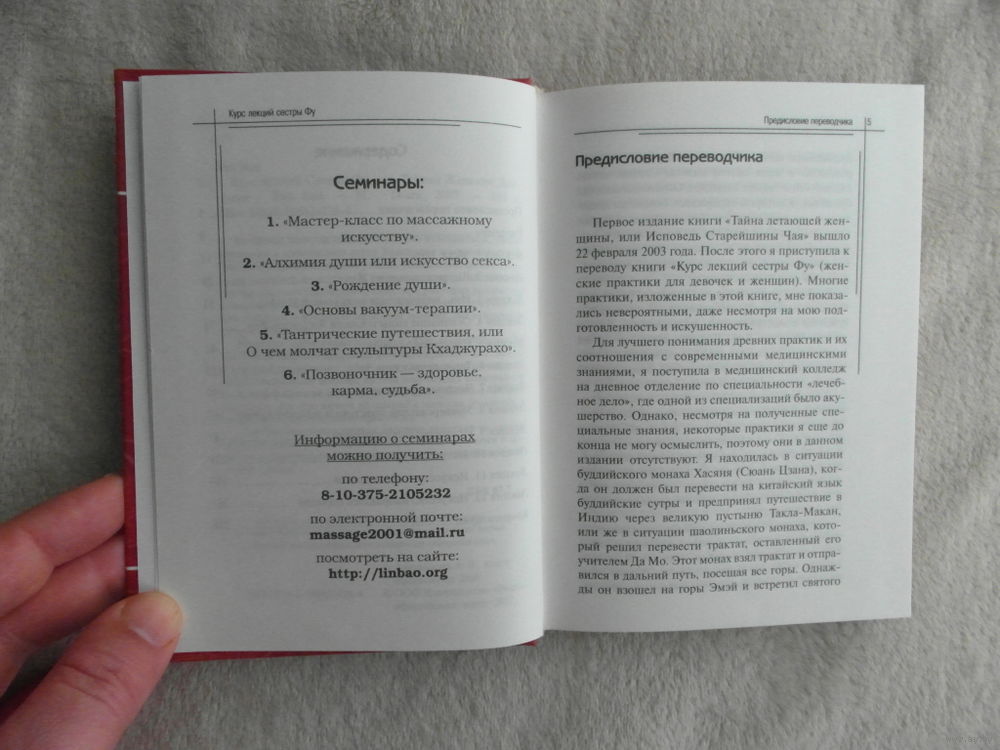 Курс лекций сестры Фу
Семинары:
1. «Мастер-класс по массажному
искусству».
2. «Алхимия души или искусство секса».
3. «Рождение души».
4. «Основы вакуум-терапии».
5. «Тантрические путешествия, или
О чем молчат скульптуры Кхаджурахо».
6. «Позвоночник — здоровье,
карма, судьба».
Информацию о семинарах
можно получить:
по телефону:
8-10-375-2105232
по электронной почте:
massage2001@mail.ru
посмотреть на сайте:
http://linbao.org
Предисловие переводчика 5
Предисловие переводчика
Первое издание книги «Тайна летающей жен-
щины, или Исповедь Старейшины Чая» вышло
22 февраля 2003 года. После этого я приступила к
переводу книги «Курс лекций сестры Фу» (жен-
ские практики для девочек и женщин). Многие
практики, изложенные в этой книге, мне показа-
лись невероятными, даже несмотря на мою под-
готовленность и искушенность.
Для лучшего понимания древних практик и их
соотношения с современными медицинскими
знаниями, я поступила в медицинский колледж
на дневное отделение по специальности «лечеб-
ное дело», где одной из специализаций было аку-
шерство. Однако, несмотря на полученные спе-
циальные знания, некоторые практики я еще до
конца не могу осмыслить, поэтому они в данном
издании отсутствуют. Я находилась в ситуации
буддийского монаха Хасяня (Сюань Цзана), ког-
да он должен был перевести на китайский язык
буддийские сутры и предпринял путешествие в
Индию через великую пустыню Такла-Макан,
или же в ситуации шаолиньского монаха, кото-
рый решил перевести трактат, оставленный его
учителем Да Мо. Этот монах взял трактат и отпра-
вился в дальний путь, посещая все горы. Однаж-
ды он взошел на горы Эмэй и встретил святого